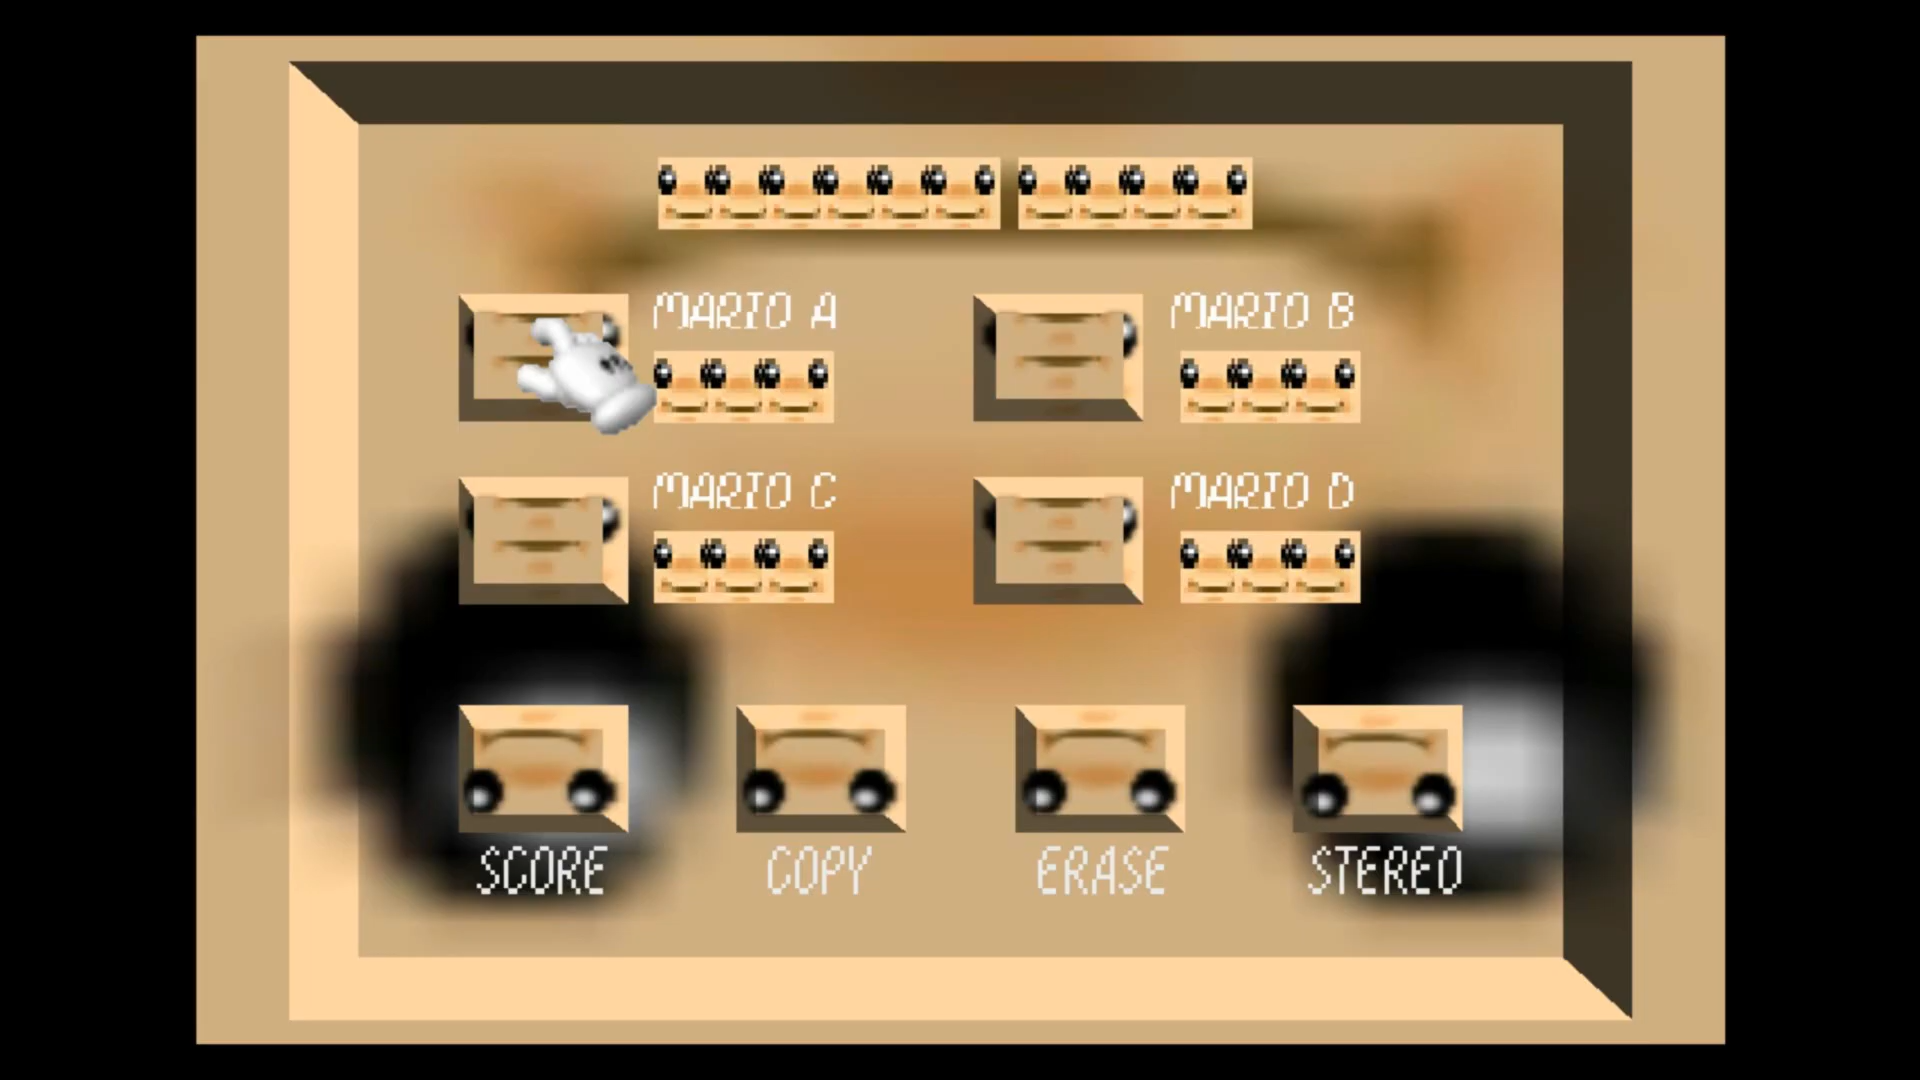 MARIO A
MARIO B
MARIO C
MARIO D
SCORE
COPY
ERASE
STEREO